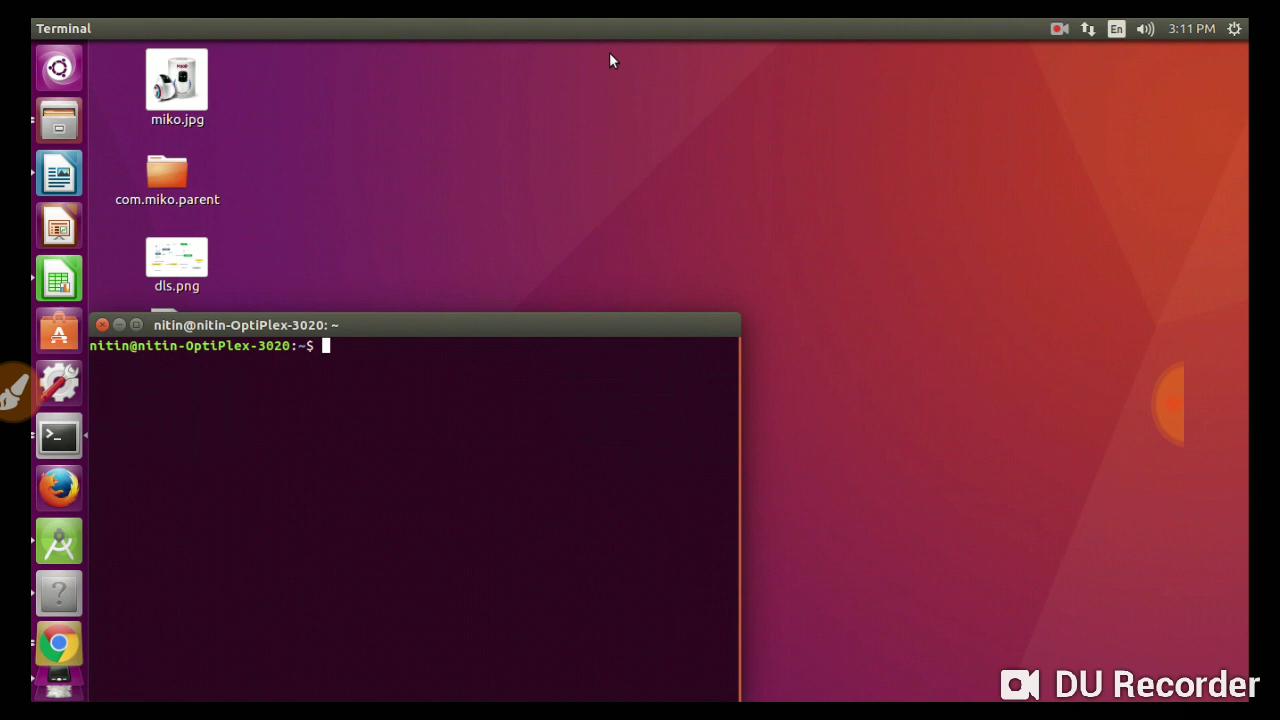 Terminal
En
3:11 PM
miko.jpg
com.miko.parent
dls.png
nitin@nitin-OptiPlex-3020: ~
nitin@nitin-OptiPlex-3020:~$
DU Recorder